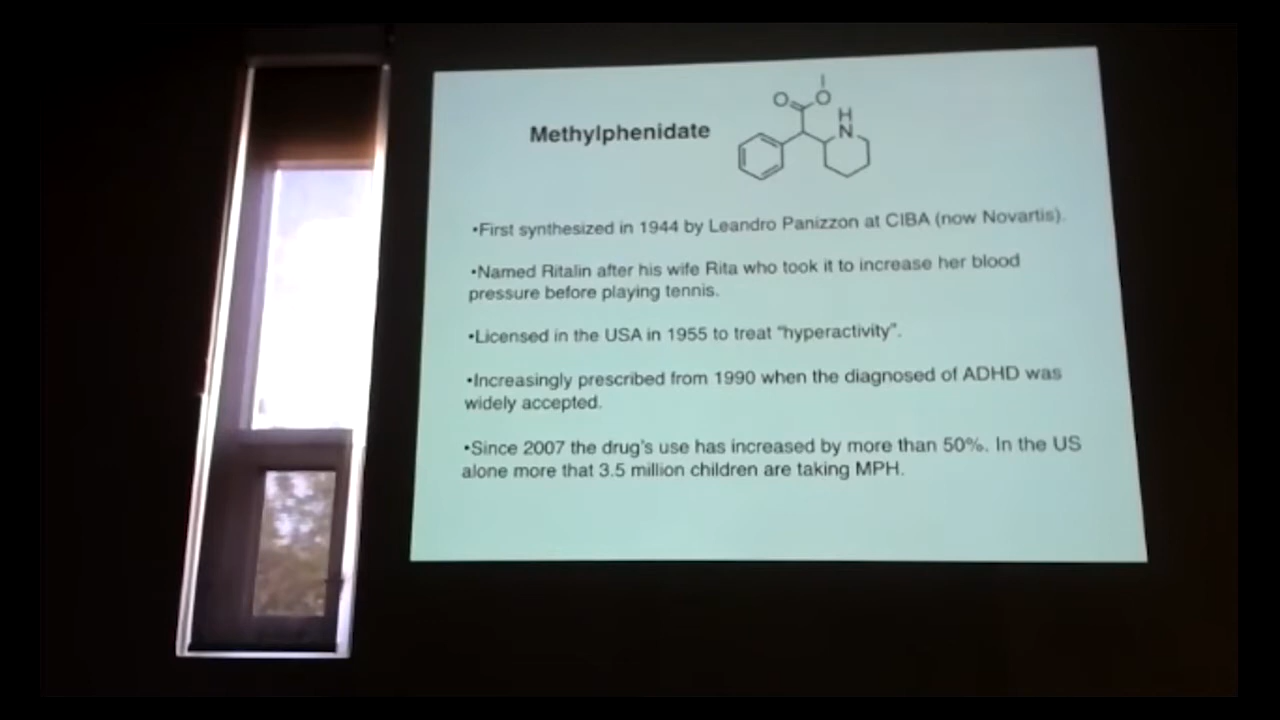 Methylphenidate
O
O
H
N
•First synthesized in 1944 by Leandro Panizzon at CIBA (now Novartis).
•Named Ritalin after his wife Rita who took it to increase her blood
pressure before playing tennis.
•Licensed in the USA in 1955 to treat "hyperactivity".
•Increasingly prescribed from 1990 when the diagnosed of ADHD was
widely accepted.
•Since 2007 the drug's use has increased by more than 50%. In the US
alone more that 3.5 million children are taking MPH.